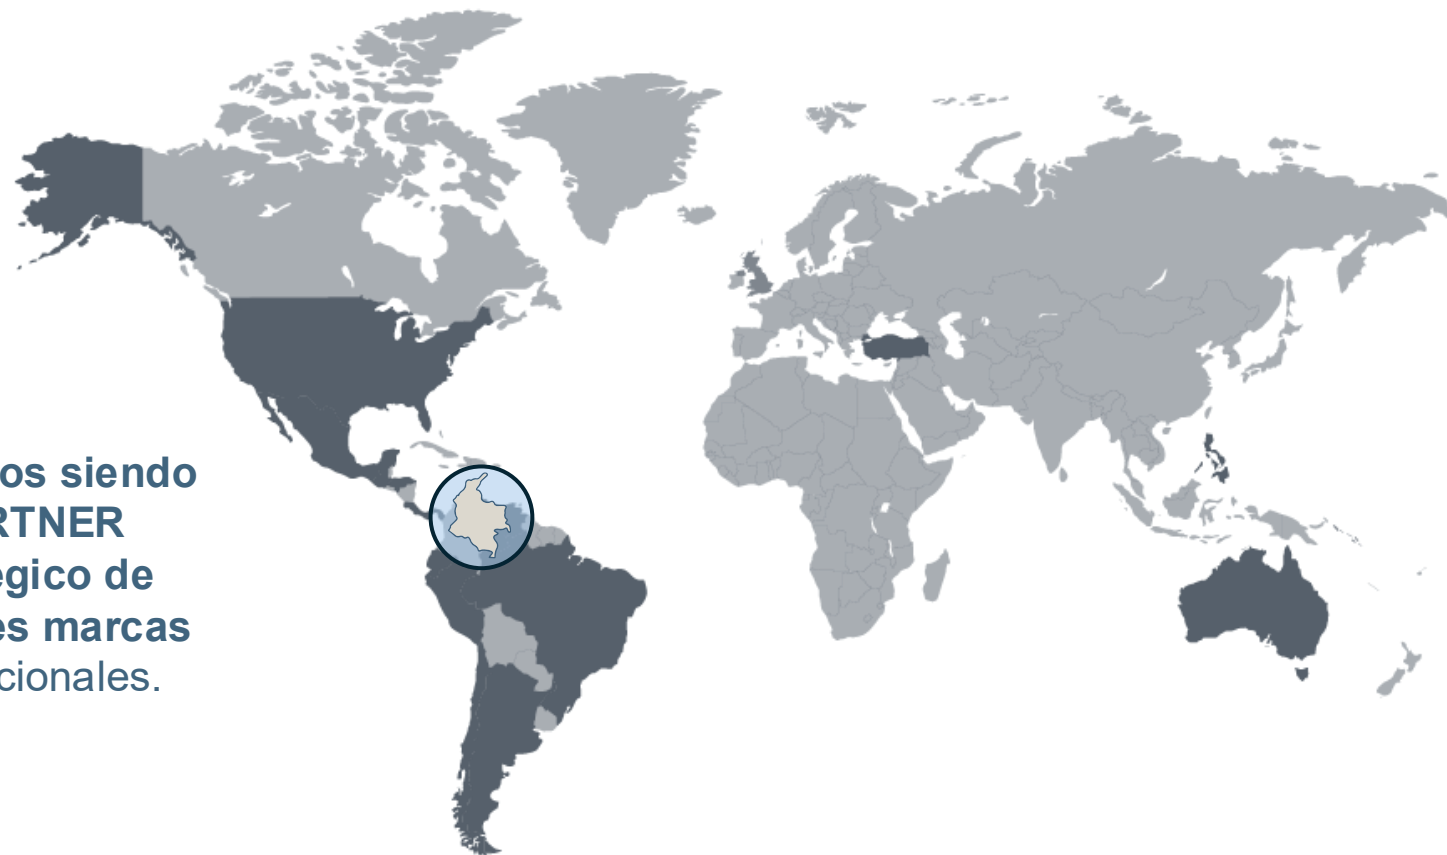 os siendo
RTNER
egico de
es marcas
cionales.